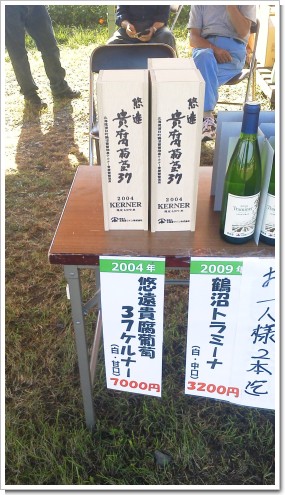 悠遠
貴腐葡萄37
2004
KERNER
悠遠
貴腐葡萄37
2004
KERNER
2004年
悠遠貴腐葡萄
37ケルナー
(白・甘口)
7000円
2009年
鶴沼トラミーナ
(白・中口)
3200円
お一人様2本迄